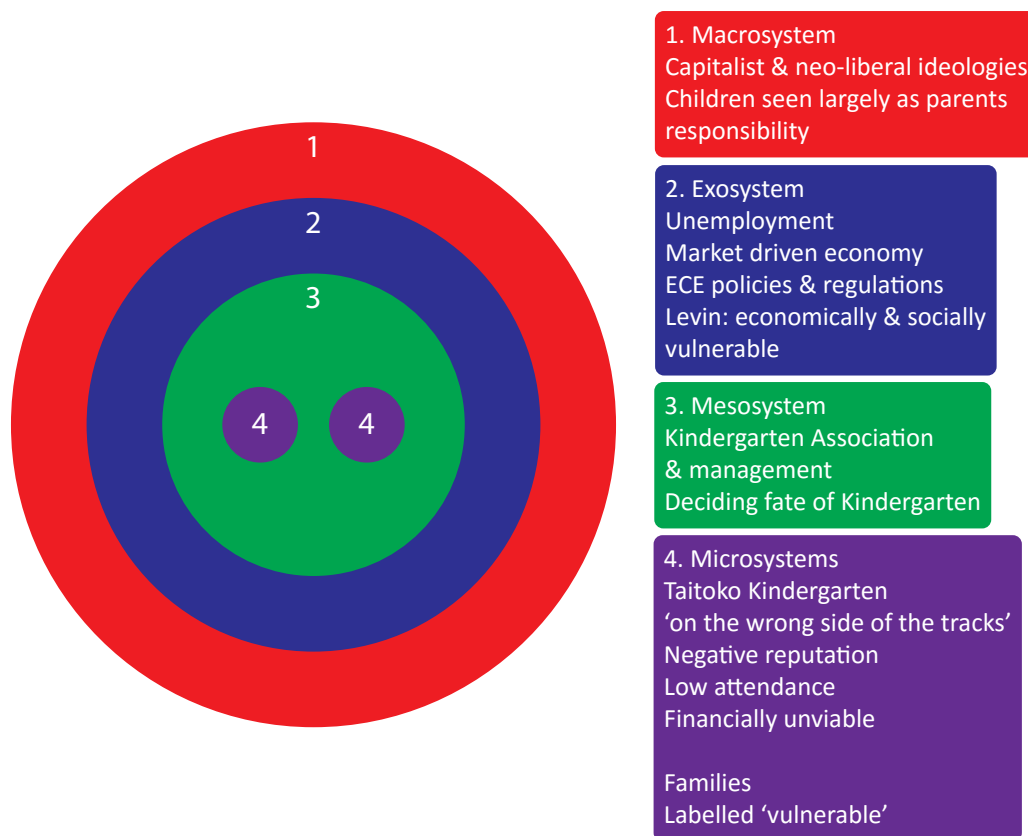 1
2
3
4 4
1. Macrosystem
Capitalist & neo-liberal ideologies
Children seen largely as parents
responsibility
2. Exosystem
Unemployment
Market driven economy
ECE policies & regulations
Levin: economically & socially
vulnerable
3. Mesosystem
Kindergarten Association
& management
Deciding fate of Kindergarten
4. Microsystems
Taitoko Kindergarten
‘on the wrong side of the tracks’
Negative reputation
Low attendance
Financially unviable
Families
Labelled ‘vulnerable’